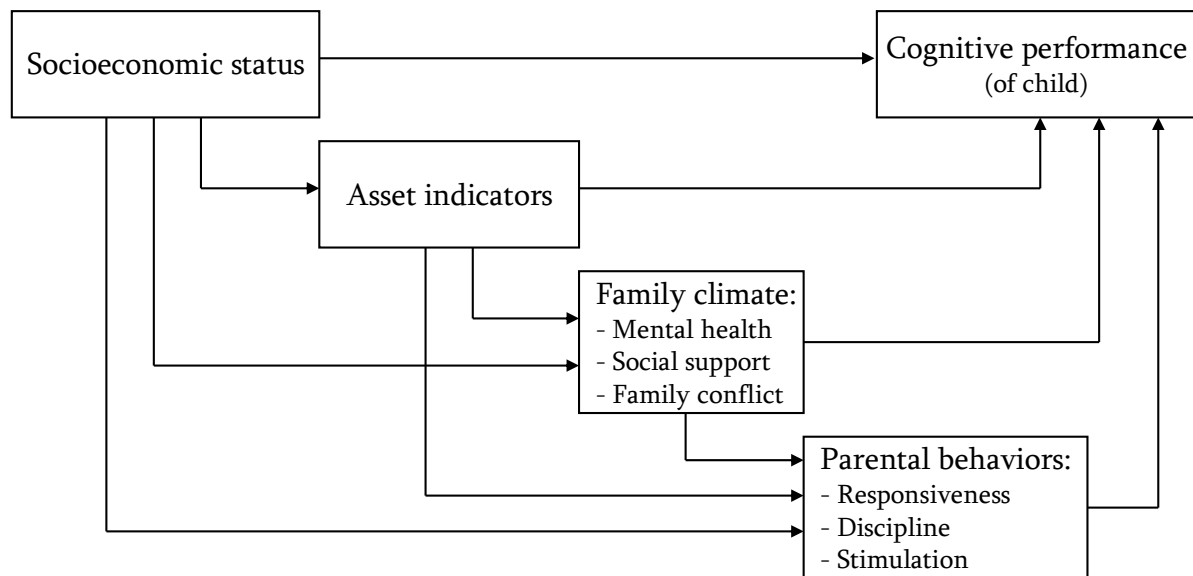 Socioeconomic status
Cognitive performance
(of child)
Asset indicators
Family climate:
- Mental health
- Social support
- Family conflict
Parental behaviors:
- Responsiveness
- Discipline
- Stimulation